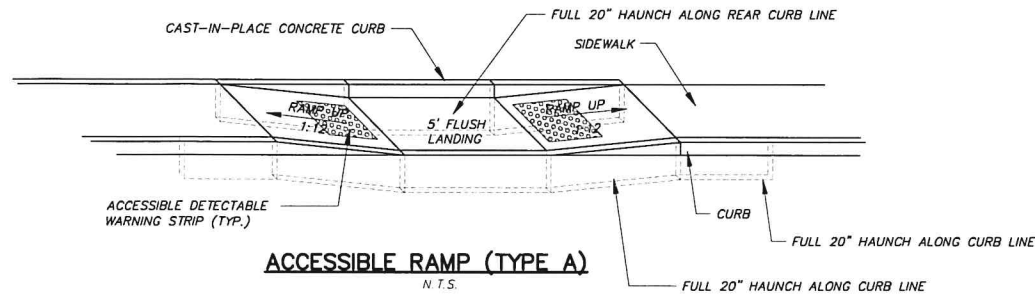 FULL 20" HAUNCH ALONG REAR CURB LINE
CAST-IN-PLACE CONCRETE CURB
SIDEWALK
RAMP UP
1:12
5' FLUSH
LANDING
RAMP UP
1:12
ACCESSIBLE DETECTABLE
WARNING STRIP (TYP.)
CURB
FULL 20" HAUNCH ALONG CURB LINE
ACCESSIBLE RAMP (TYPE A)
N.T.S.
FULL 20" HAUNCH ALONG CURB LINE